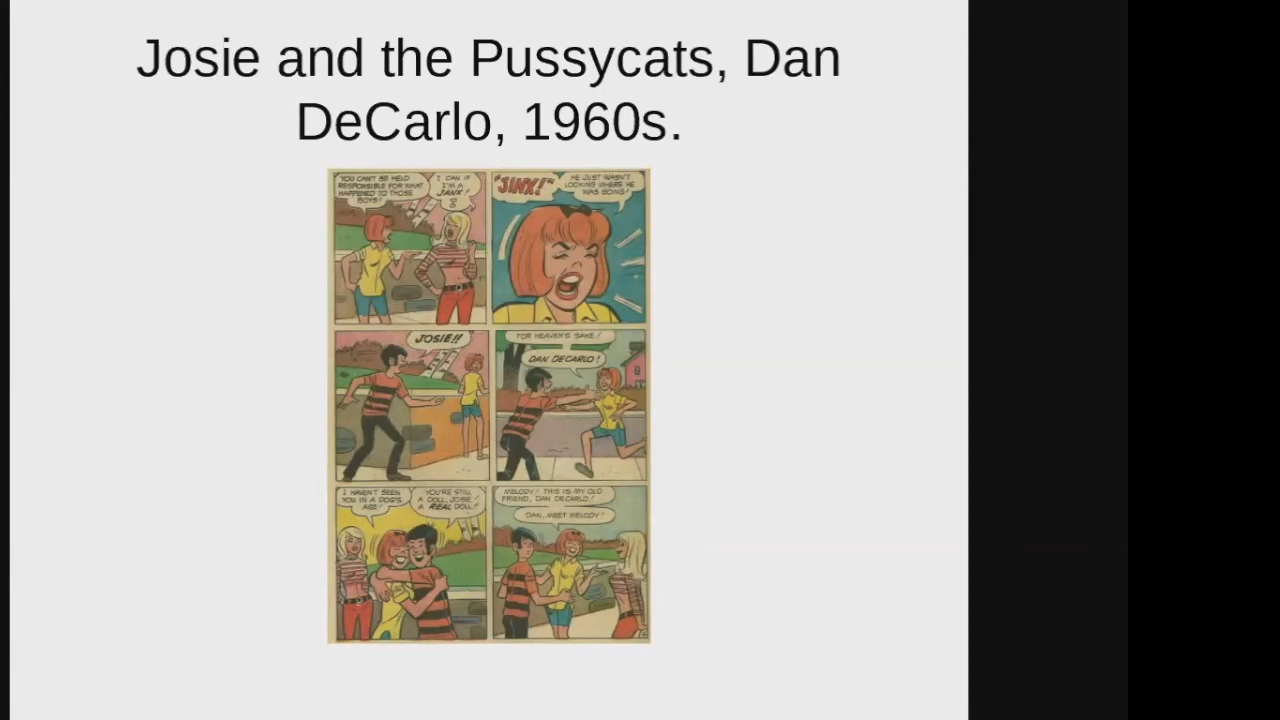 Josie and the Pussycats, Dan
DeCarlo, 1960s.
YOU CAN'T BE HELD
RESPONSIBLE FOR WHAT
HAPPENED TO THOSE
BOYS!
I CAN IF
I'M A
JINX!
"JINX!"
HE JUST WASN'T
LOOKING WHERE HE
WAS GOING!
JOSIE!!
FOR HEAVEN'S SAKE!
DAN DECARLO!
I HAVEN'T SEEN
YOU IN A DOG'S
AGE!
YOU'RE STILL
A DOLL, JOSIE!
A REAL DOLL!
MELODY! THIS IS MY OLD
FRIEND, DAN DECARLO!
DAN, MEET MELODY!